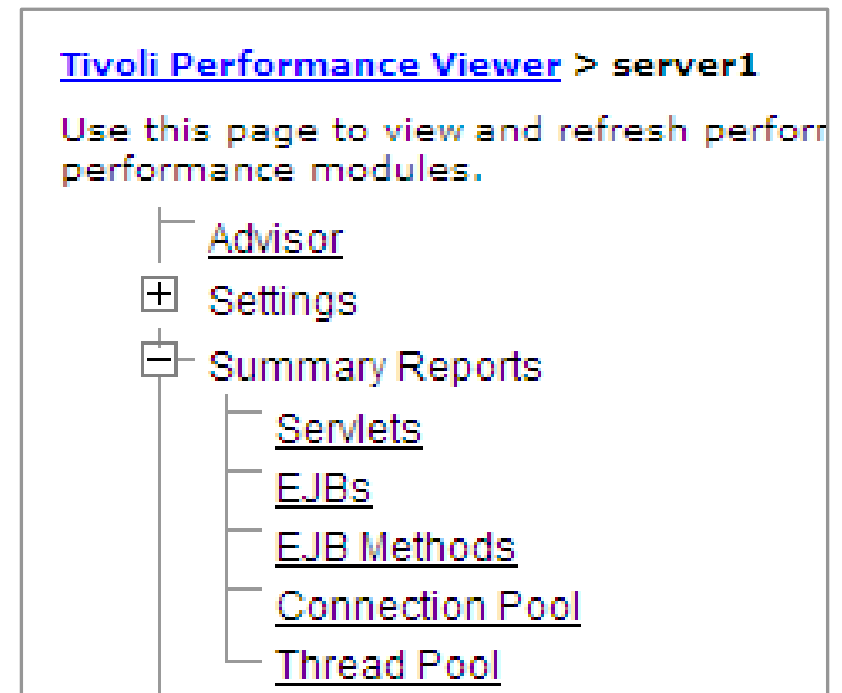 Tivoli Performance Viewer > server1
Use this page to view and refresh
performance modules.
Advisor
Settings
Summary Reports
Servlets
EJBs
EJB Methods
Connection Pool
Thread Pool